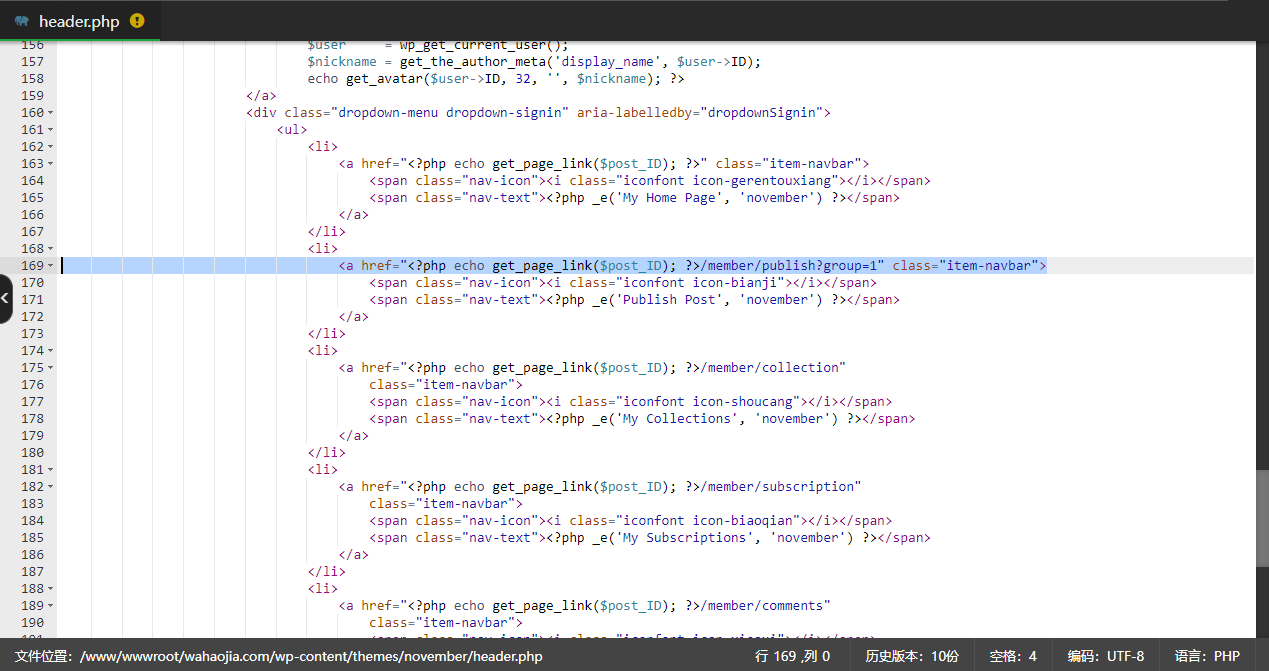 header.php
156 $user = wp_get_current_user();
157 $nickname = get_the_author_meta('display_name', $user->ID);
158 echo get_avatar($user->ID, 32, '', $nickname); ?>
159 </a>
160 <div class="dropdown-menu dropdown-signin" aria-labelledby="dropdownSignin">
161 <ul>
162 <li>
163 <a href="<?php echo get_page_link($post_ID); ?>" class="item-navbar">
164 <span class="nav-icon"><i class="iconfont icon-gerentouxiang"></i></span>
165 <span class="nav-text"><?php _e('My Home Page', 'november') ?></span>
166 </a>
167 </li>
168 <li>
169 <a href="<?php echo get_page_link($post_ID); ?>/member/publish?group=1" class="item-navbar">
170 <span class="nav-icon"><i class="iconfont icon-bianji"></i></span>
171 <span class="nav-text"><?php _e('Publish Post', 'november') ?></span>
172 </a>
173 </li>
174 <li>
175 <a href="<?php echo get_page_link($post_ID); ?>/member/collection"
176 class="item-navbar">
177 <span class="nav-icon"><i class="iconfont icon-shoucang"></i></span>
178 <span class="nav-text"><?php _e('My Collections', 'november') ?></span>
179 </a>
180 </li>
181 <li>
182 <a href="<?php echo get_page_link($post_ID); ?>/member/subscription"
183 class="item-navbar">
184 <span class="nav-icon"><i class="iconfont icon-biaoqian"></i></span>
185 <span class="nav-text"><?php _e('My Subscriptions', 'november') ?></span>
186 </a>
187 </li>
188 <li>
189 <a href="<?php echo get_page_link($post_ID); ?>/member/comments"
190 class="item-navbar">
文件位置：/www/wwwroot/wahaojia.com/wp-content/themes/november/header.php 行 169 ,列 0 历史版本：10份 空格：4 编码：UTF-8 语言：PHP